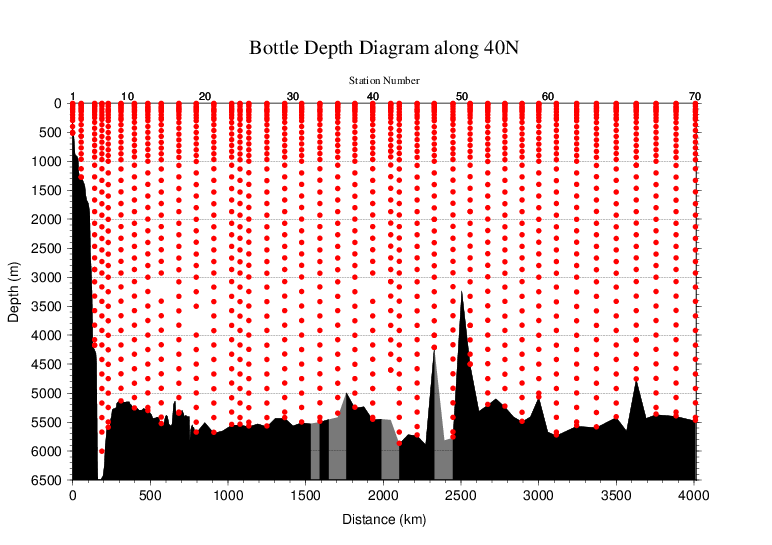 Bottle Depth Diagram along 40N
Station Number
1 10 20 30 40 50 60 70
0
500
1000
1500
2000
2500
3000
3500
4000
4500
5000
5500
6000
6500
Depth (m)
0 500 1000 1500 2000 2500 3000 3500 4000
Distance (km)